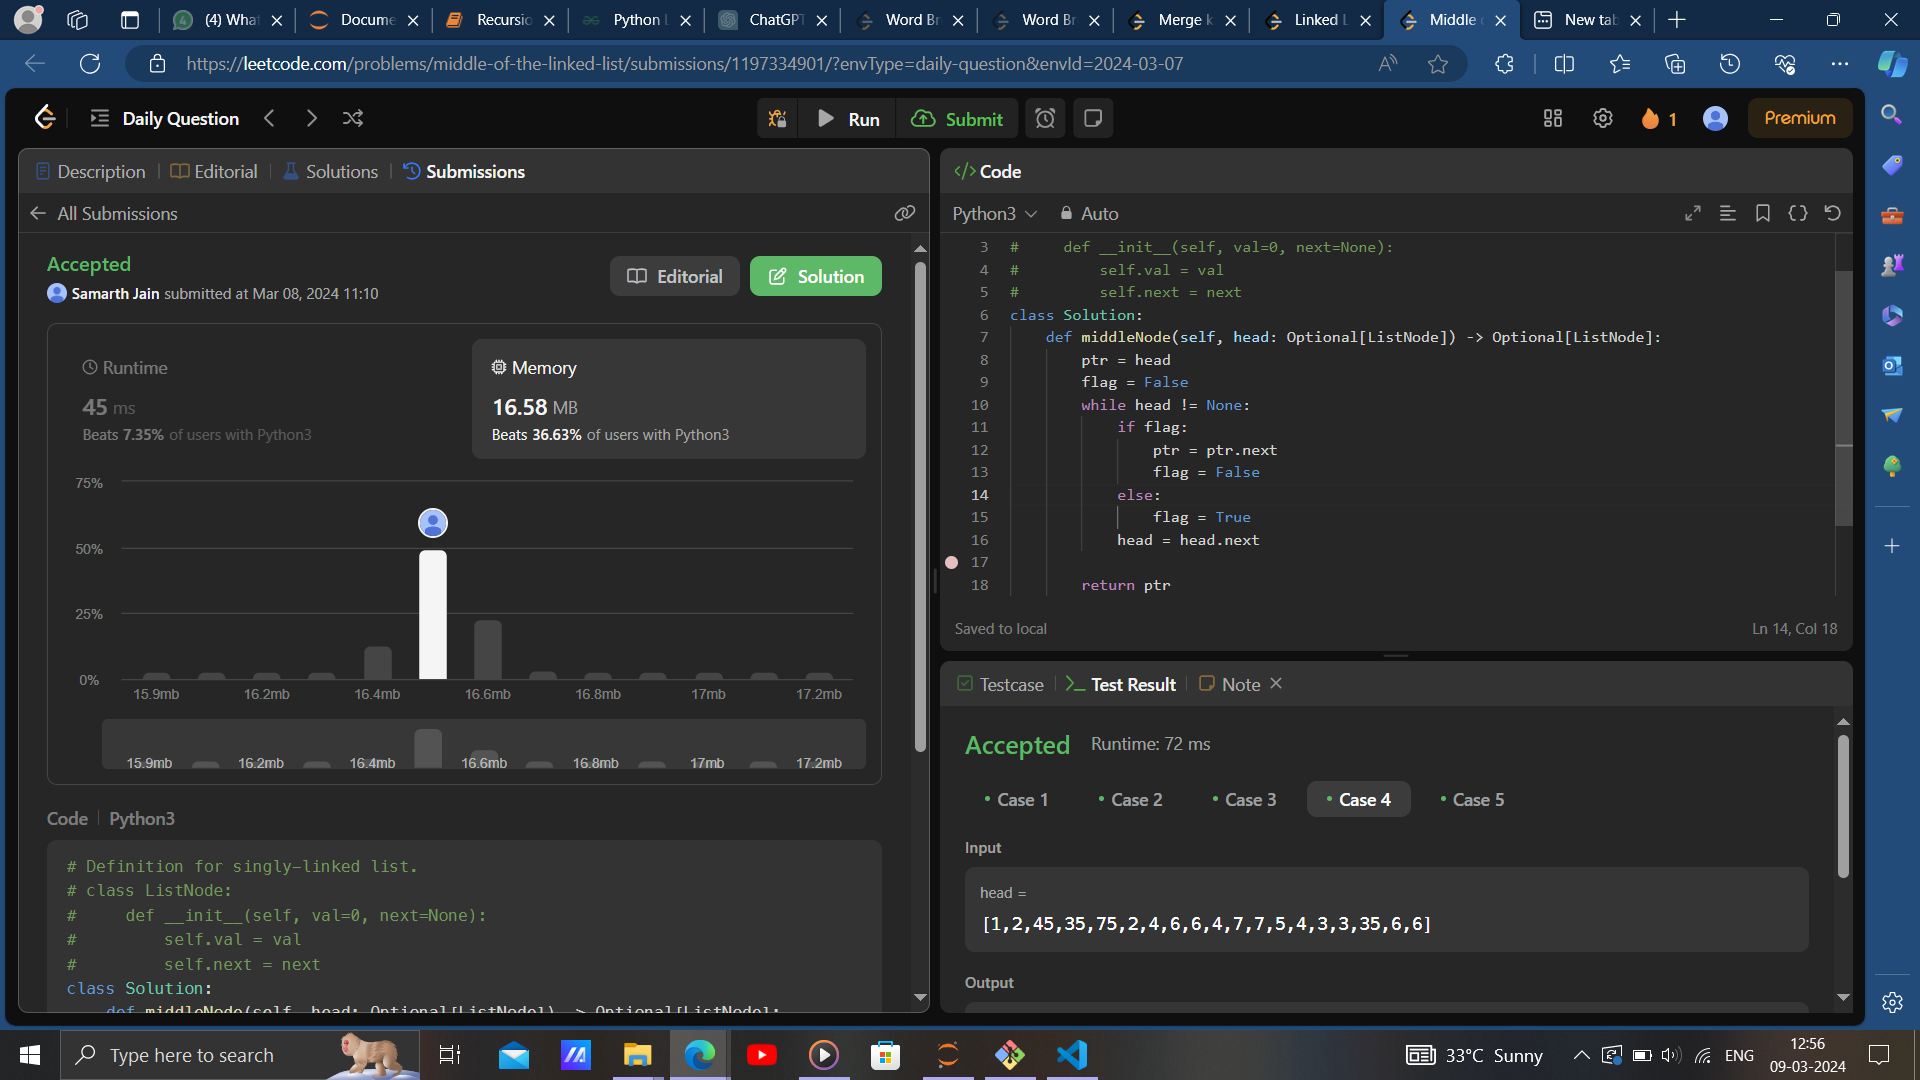 (4) What
Docume
Recursio
Python L
ChatGPT
Word Br
Word Br
Merge k
Linked L
Middle
New tab
https://leetcode.com/problems/middle-of-the-linked-list/submissions/1197334901/?envType=daily-question&envId=2024-03-07
Daily Question
Run
Submit
1
Premium
Description
Editorial
Solutions
Submissions
All Submissions
Accepted
Samarth Jain submitted at Mar 08, 2024 11:10
Editorial
Solution
Runtime
45 ms
Beats 7.35% of users with Python3
Memory
16.58 MB
Beats 36.63% of users with Python3
75%
50%
25%
0%
15.9mb 16.2mb 16.4mb 16.6mb 16.8mb 17mb 17.2mb
15.9mb 16.2mb 16.4mb 16.6mb 16.8mb 17mb 17.2mb
Code Python3
# Definition for singly-linked list.
# class ListNode:
#     def __init__(self, val=0, next=None):
#         self.val = val
#         self.next = next
class Solution:
    def middleNode(self, head: Optional[ListNode]) -> Optional[ListNode]:
</> Code
Python3 Auto
3 #     def __init__(self, val=0, next=None):
4 #         self.val = val
5 #         self.next = next
6 class Solution:
7     def middleNode(self, head: Optional[ListNode]) -> Optional[ListNode]:
8         ptr = head
9         flag = False
10         while head != None:
11             if flag:
12                 ptr = ptr.next
13                 flag = False
14             else:
15                 flag = True
16             head = head.next
17
18         return ptr
Saved to local
Ln 14, Col 18
Testcase
Test Result
Note
Accepted Runtime: 72 ms
Case 1
Case 2
Case 3
Case 4
Case 5
Input
head =
[1,2,45,35,75,2,4,6,6,4,7,7,5,4,3,3,35,6,6]
Output
Type here to search
33°C Sunny
ENG
12:56
09-03-2024